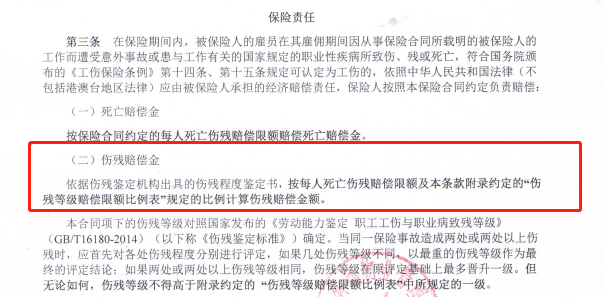 保险责任
第三条 在保险期间内，被保险人的雇员在其雇佣期间因从事保险合同所载明的被保险人的
工作而遭受意外事故或患与工作有关的国家规定的职业性疾病所致伤、残或死亡，符合国务院颁
布的《工伤保险条例》第十四条、第十五条规定可认定为工伤的，依照中华人民共和国法律（不
包括港澳台地区法律）应由被保险人承担的经济赔偿责任，保险人按照本保险合同约定负责赔偿：
（一）死亡赔偿金
按保险合同约定的每人死亡伤残赔偿限额赔偿死亡赔偿金。
（二）伤残赔偿金
依据伤残鉴定机构出具的伤残程度鉴定书，按每人死亡伤残赔偿限额及本条款附录约定的“伤
残等级赔偿限额比例表”规定的比例计算伤残赔偿金额。
本合同项下的伤残等级对照国家发布的《劳动能力鉴定 职工工伤与职业病致残等级》
（GB/T16180-2014）（以下称《伤残鉴定标准》）确定。当同一保险事故造成两处或两处以上伤
残时，应首先对各处伤残程度分别进行评定，如果几处伤残等级不同，以最重的伤残等级作为最
终的评定结论；如果两处或两处以上伤残等级相同，伤残等级在原评定基础上最多晋升一级。但
无论如何，伤残等级不得高于附录约定的 “伤残等级赔偿限额比例表”中所规定的一级。